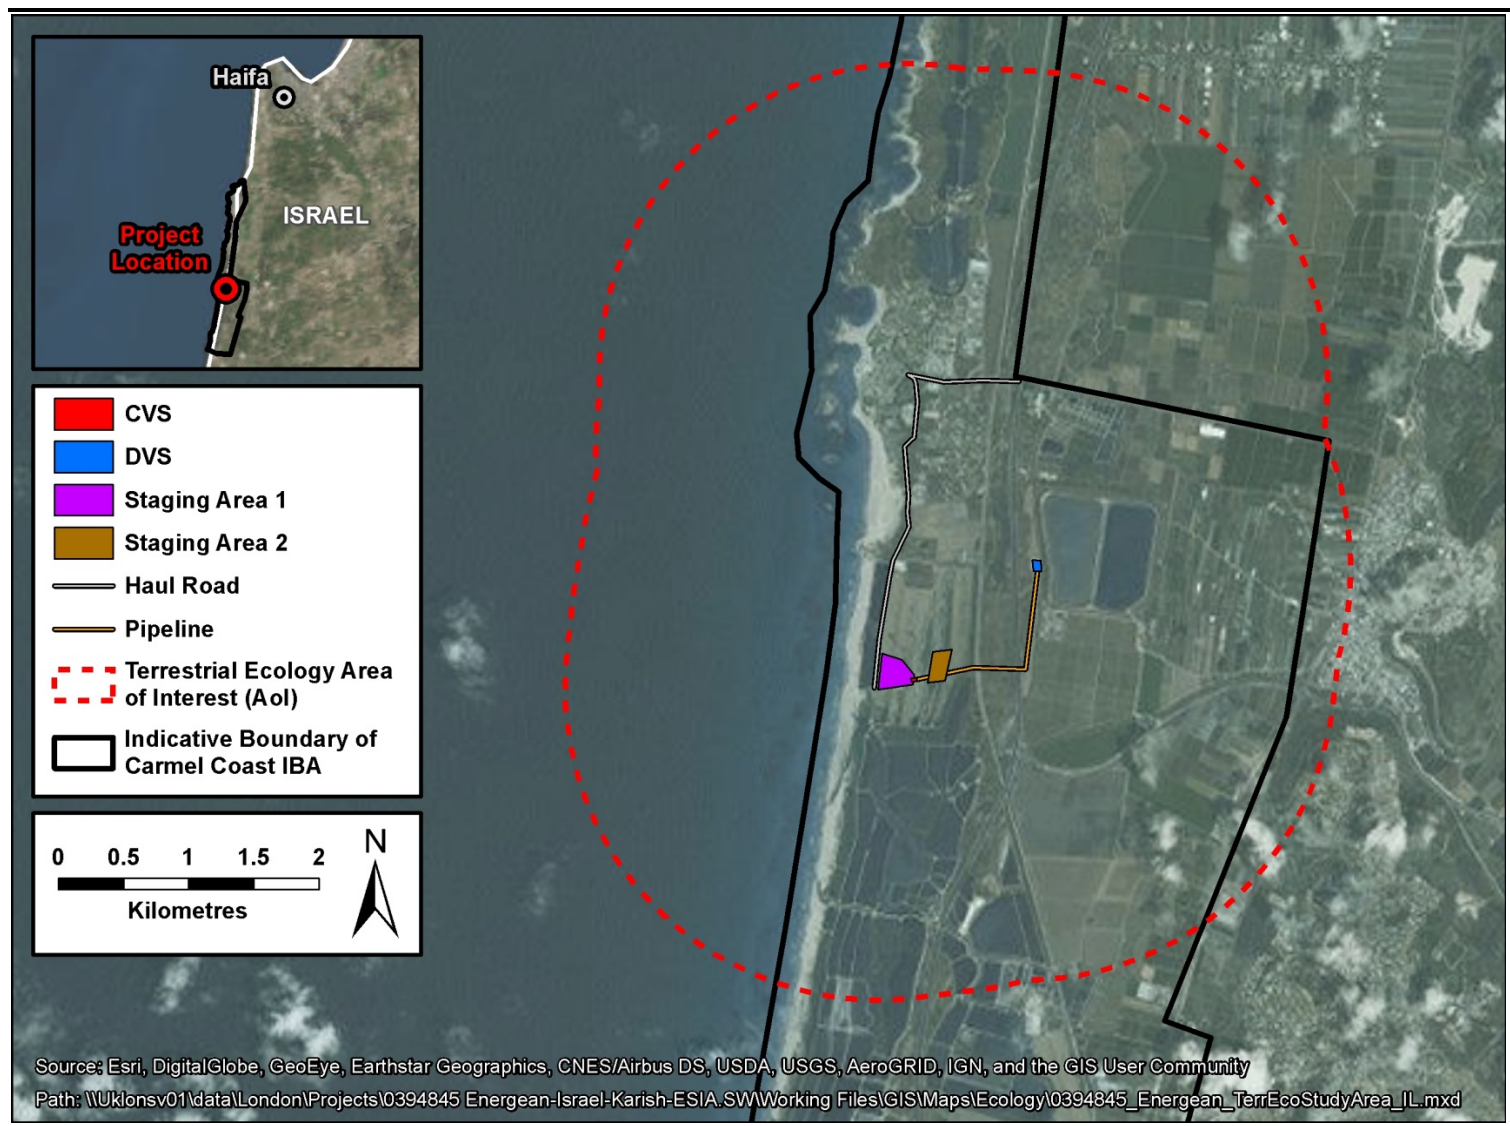 Haifa
ISRAEL
Project
Location
CVS
DVS
Staging Area 1
Staging Area 2
Haul Road
Pipeline
Terrestrial Ecology Area
of Interest (AoI)
Indicative Boundary of
Carmel Coast IBA
0 0.5 1 1.5 2
Kilometres
N
Source: Esri, DigitalGlobe, GeoEye, Earthstar Geographics, CNES/Airbus DS, USDA, USGS, AeroGRID, IGN, and the GIS User Community
Path: \\Uklonsv01\data\London\Projects\0394845 Energean-Israel-Karish-ESIA.SW\Working Files\GIS\Maps\Ecology\0394845_Energean_TerrEcoStudyArea_IL.mxd